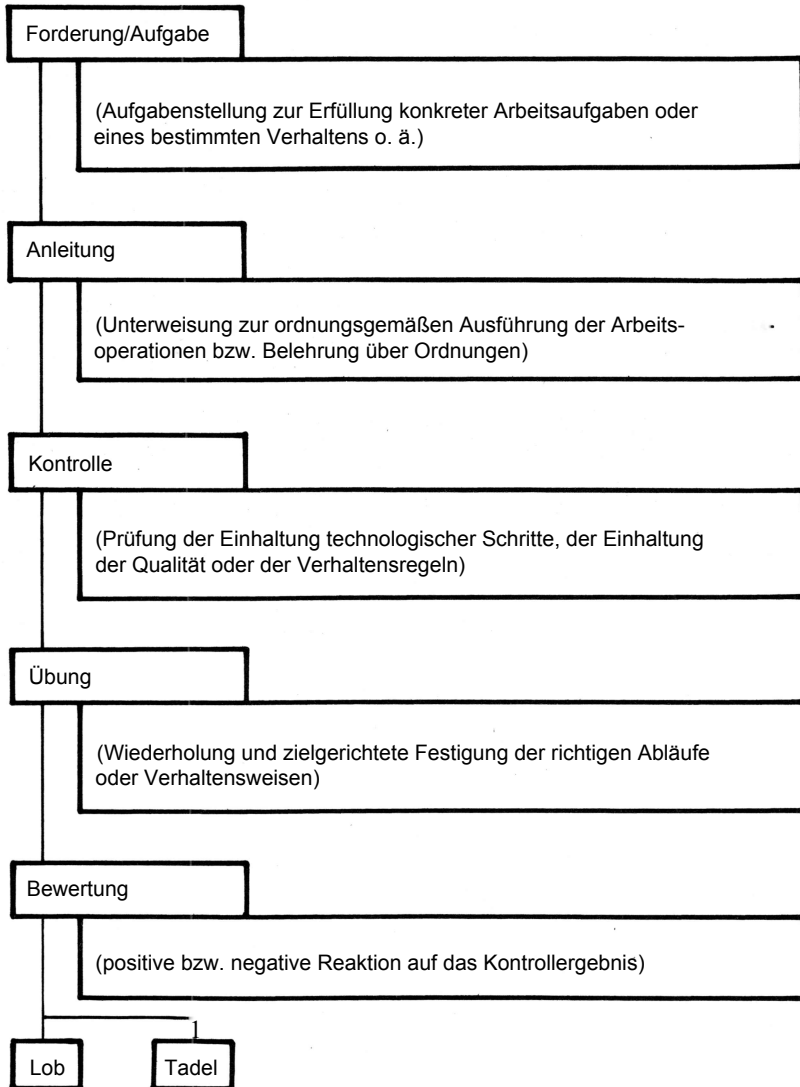 Forderung/Aufgabe
(Aufgabenstellung zur Erfüllung konkreter Arbeitsaufgaben oder
eines bestimmten Verhaltens o. ä.)
Anleitung
(Unterweisung zur ordnungsgemäßen Ausführung der Arbeits-
operationen bzw. Belehrung über Ordnungen)
Kontrolle
(Prüfung der Einhaltung technologischer Schritte, der Einhaltung
der Qualität oder der Verhaltensregeln)
Übung
(Wiederholung und zielgerichtete Festigung der richtigen Abläufe
oder Verhaltensweisen)
Bewertung
(positive bzw. negative Reaktion auf das Kontrollergebnis)
1
Lob Tadel